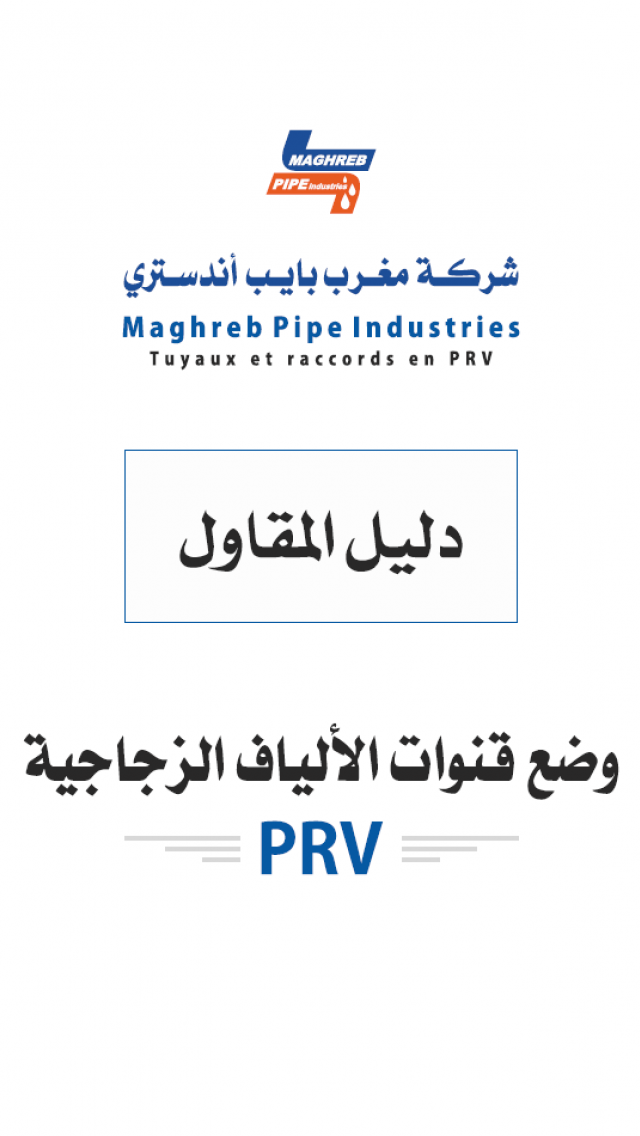 MAGHREB
PIPE Industries
شركة مغرب بايب أندستري
Maghreb Pipe Industries
Tuyaux et raccords en PRV
دليل المقاول
وضع قنوات الألياف الزجاجية
PRV